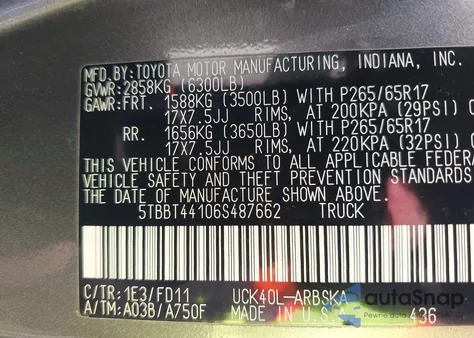 MFD.BY:TOYOTA MOTOR MANUFACTURING, INDIANA, INC.
GVWR:2858KG (6300LB)
GAWR:FRT. 1588KG (3500LB) WITH P265/65R17
17X7.5JJ RIMS, AT 200KPA (29PSI)
RR. 1656KG (3650LB) WITH P265/65R17
17X7.5JJ RIMS, AT 220KPA (32PSI)
THIS VEHICLE CONFORMS TO ALL APPLICABLE FEDERA
VEHICLE SAFETY AND THEFT PREVENTION STANDARDS
THE DATE OF MANUFACTURE SHOWN ABOVE.
5TBBT44106S487662 TRUCK
C/TR:1E3/FD11 UCK40L-ARBSKA
A/TM:A03B/A750F MADE IN U.S. 436
autoSnap